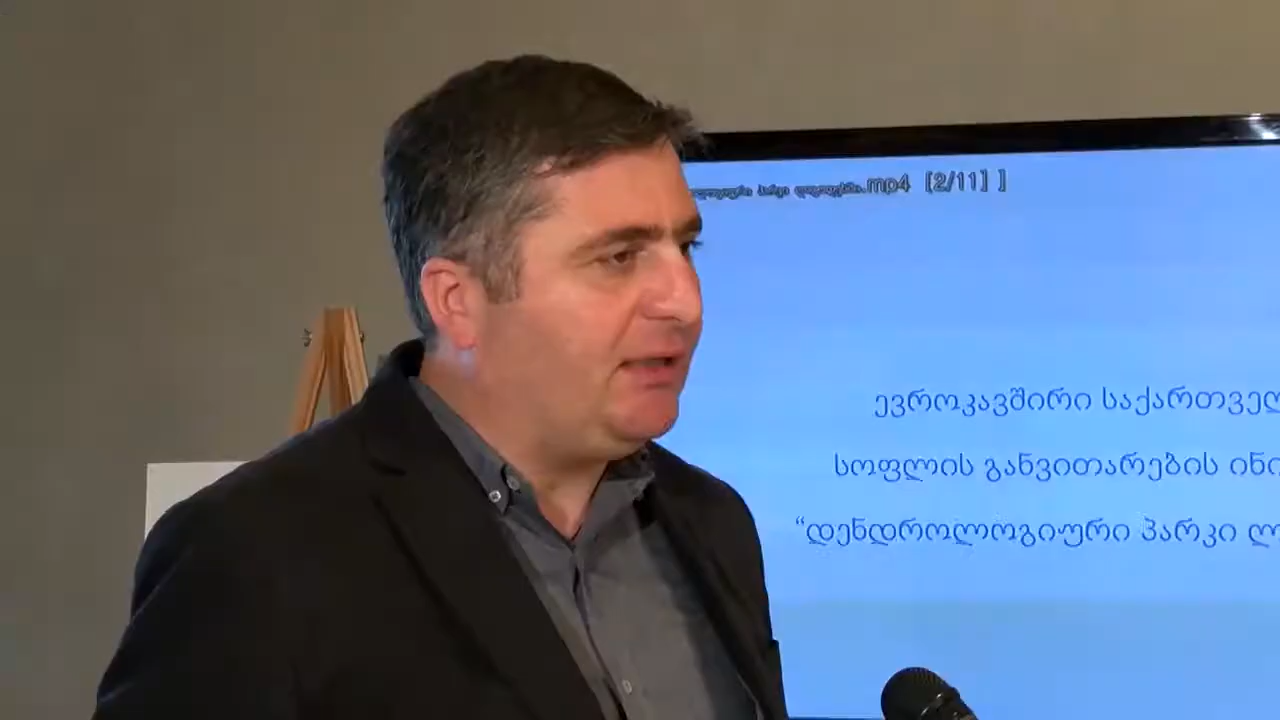 .mp4 [2/11] ]
ევროკავშირი საქართველ
სოფლის განვითარების ინი
“დენდროლოგიური პარკი ლ